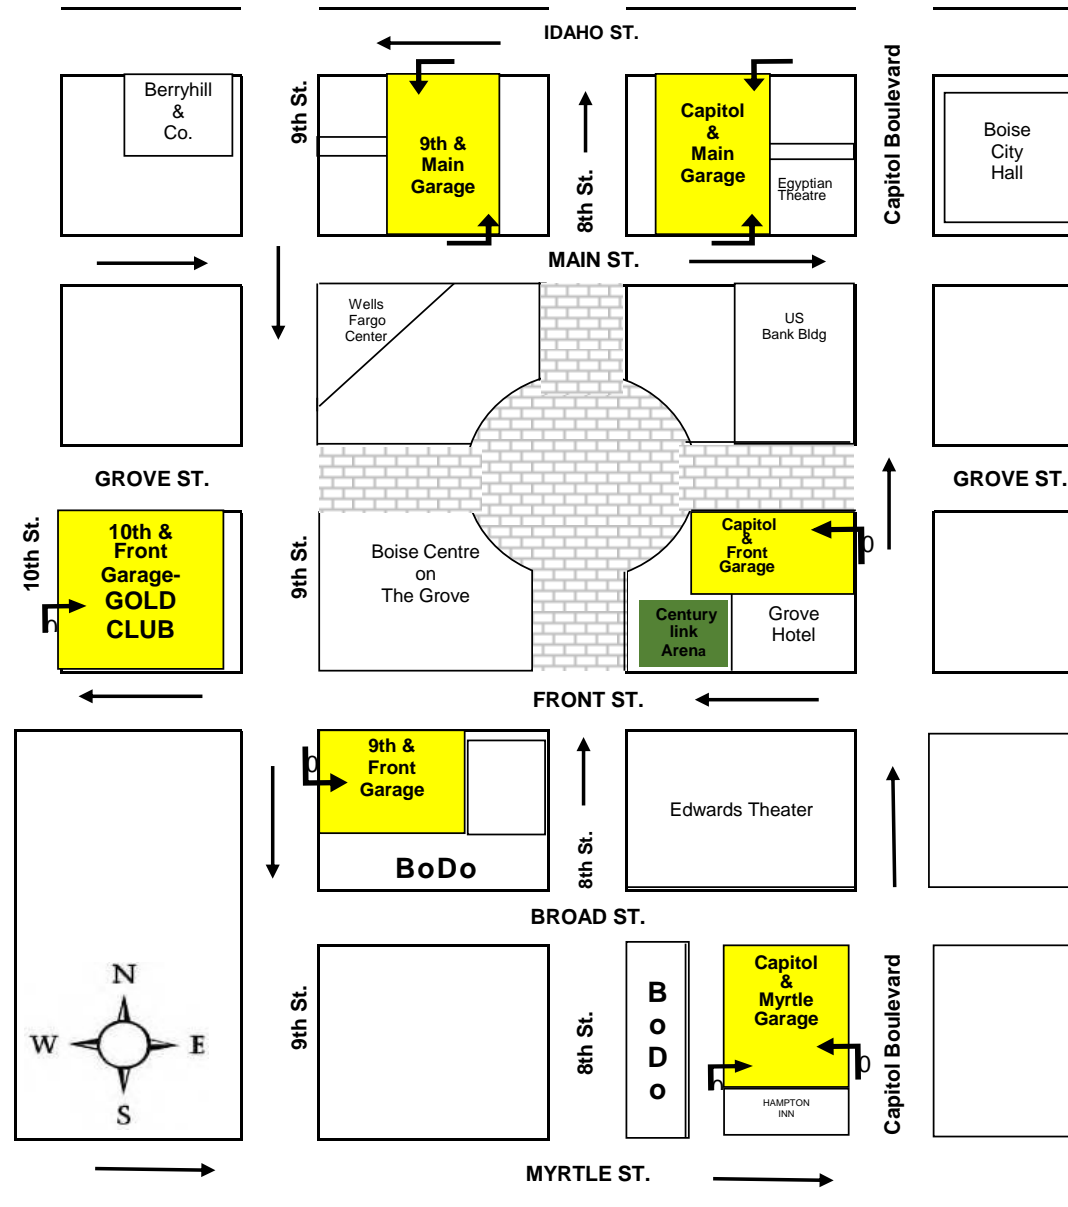 IDAHO ST.
Berryhill
&
Co.
9th St.
9th &
Main
Garage
8th St.
Capitol
&
Main
Garage
Egyptian
Theatre
Capitol Boulevard
Boise
City
Hall
MAIN ST.
Wells
Fargo
Center
US
Bank Bldg
GROVE ST.
GROVE ST.
10th St.
10th &
Front
Garage-
GOLD
CLUB
9th St.
Boise Centre
on
The Grove
Capitol
&
Front
Garage
Century
link
Arena
Grove
Hotel
FRONT ST.
9th &
Front
Garage
BoDo
8th St.
Edwards Theater
BROAD ST.
N
W
E
S
9th St.
8th St.
B
o
D
o
Capitol
&
Myrtle
Garage
HAMPTON
INN
Capitol Boulevard
MYRTLE ST.